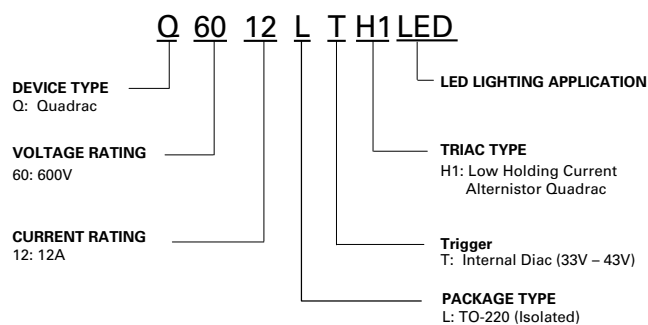 Q 60 12 L T H1 LED
DEVICE TYPE
Q: Quadrac
VOLTAGE RATING
60: 600V
CURRENT RATING
12: 12A
LED LIGHTING APPLICATION
TRIAC TYPE
H1: Low Holding Current
Alternistor Quadrac
Trigger
T: Internal Diac (33V – 43V)
PACKAGE TYPE
L: TO-220 (Isolated)